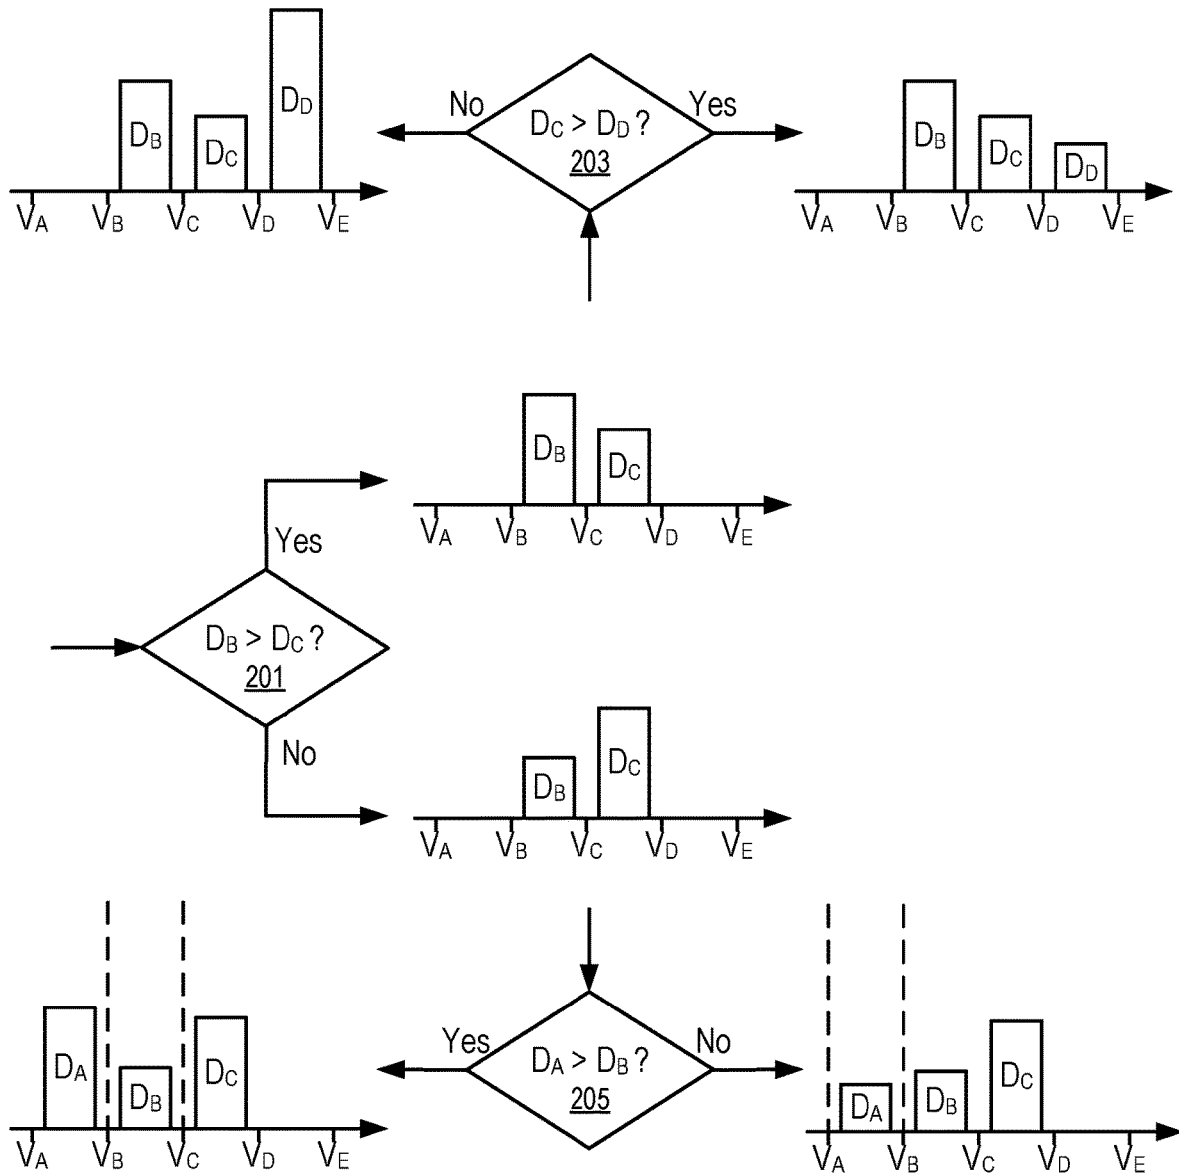 D_B D_C D_D
V_A V_B V_C V_D V_E
No
D_C > D_D ?
203
Yes
D_B D_C D_D
V_A V_B V_C V_D V_E
D_B D_C
V_A V_B V_C V_D V_E
Yes
D_B > D_C ?
201
No
D_B D_C
V_A V_B V_C V_D V_E
D_A D_B D_C
V_A V_B V_C V_D V_E
Yes
D_A > D_B ?
205
No
D_A D_B D_C
V_A V_B V_C V_D V_E